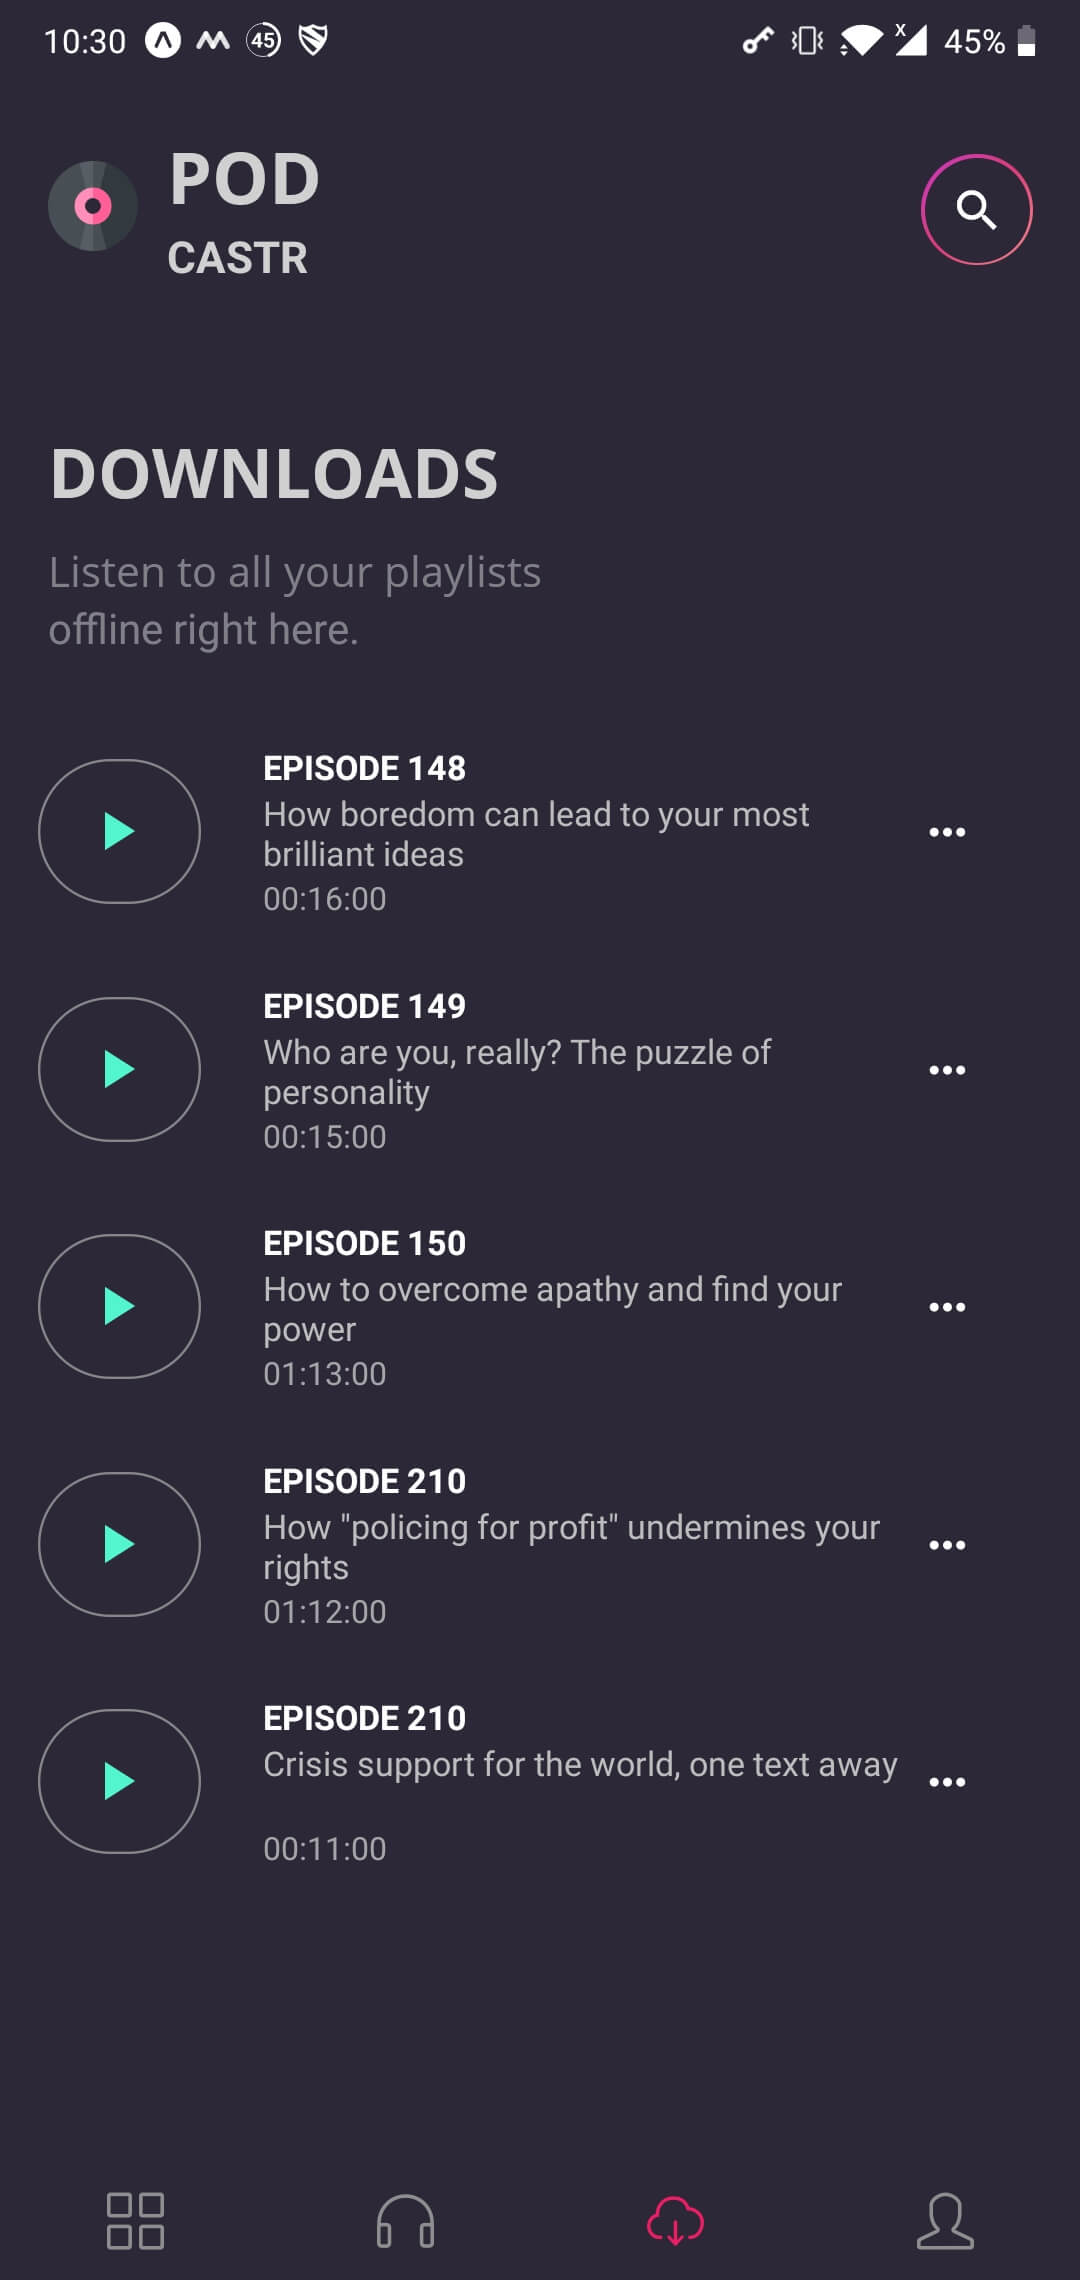 10:30 45 x 45%
POD
CASTR
DOWNLOADS
Listen to all your playlists
offline right here.
EPISODE 148
How boredom can lead to your most
brilliant ideas
00:16:00
EPISODE 149
Who are you, really? The puzzle of
personality
00:15:00
EPISODE 150
How to overcome apathy and find your
power
01:13:00
EPISODE 210
How "policing for profit" undermines your
rights
01:12:00
EPISODE 210
Crisis support for the world, one text away
00:11:00